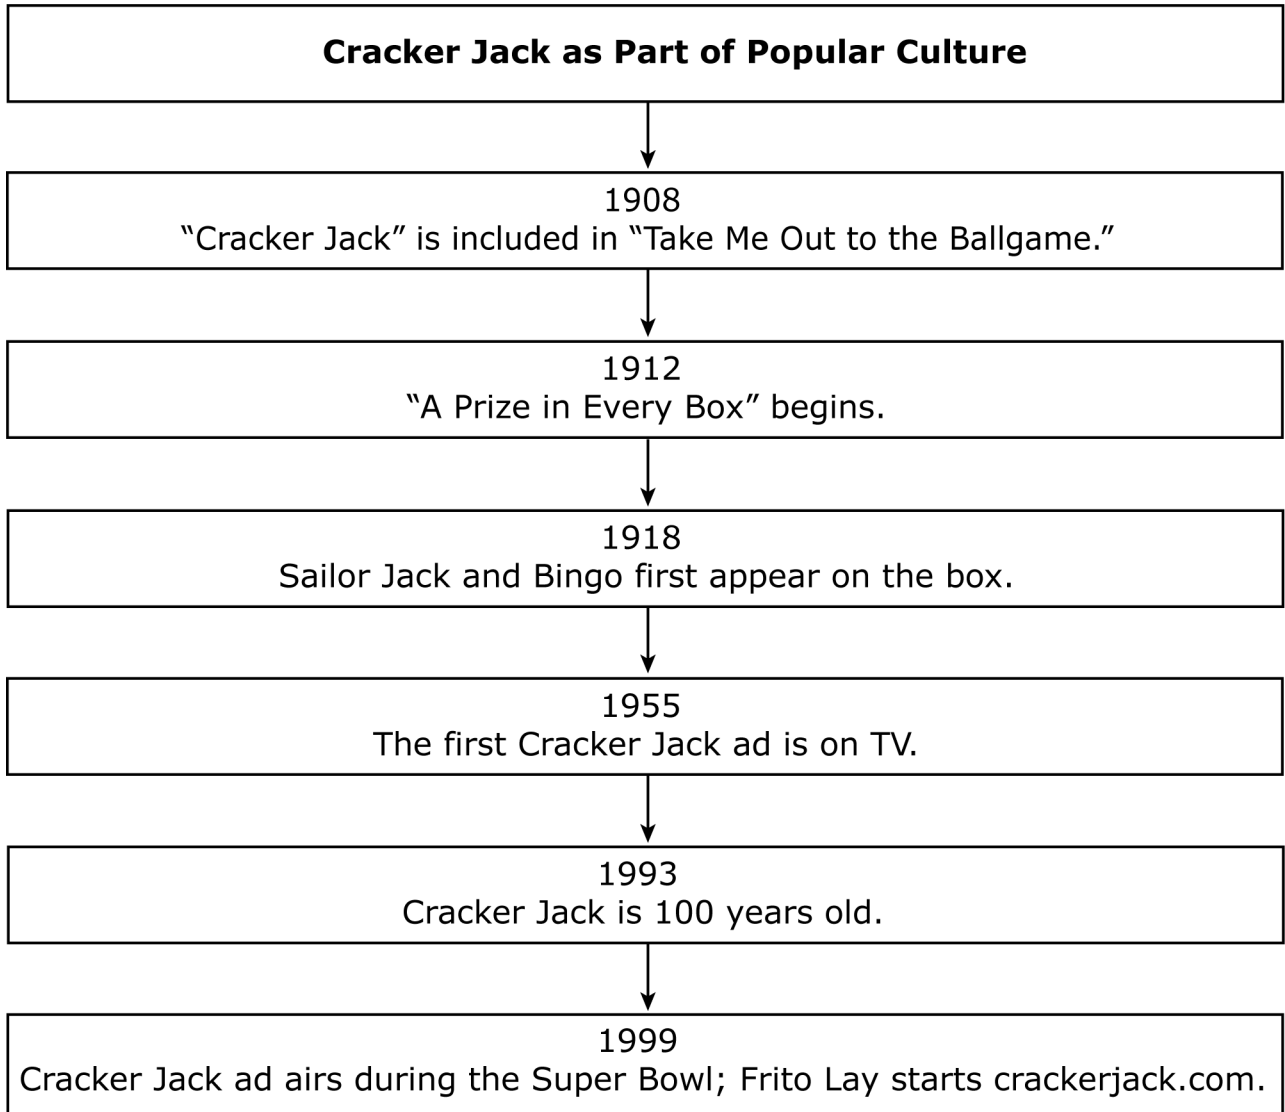 Cracker Jack as Part of Popular Culture
1908
“Cracker Jack” is included in “Take Me Out to the Ballgame.”
1912
“A Prize in Every Box” begins.
1918
Sailor Jack and Bingo first appear on the box.
1955
The first Cracker Jack ad is on TV.
1993
Cracker Jack is 100 years old.
1999
Cracker Jack ad airs during the Super Bowl; Frito Lay starts crackerjack.com.